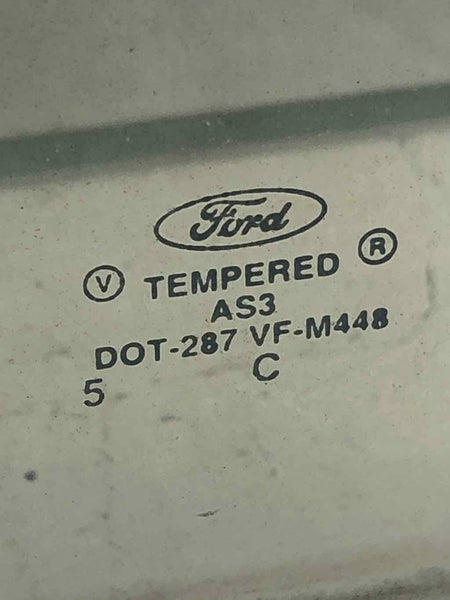 Ford
V TEMPERED R
AS3
DOT-287 VF-M448
5 C